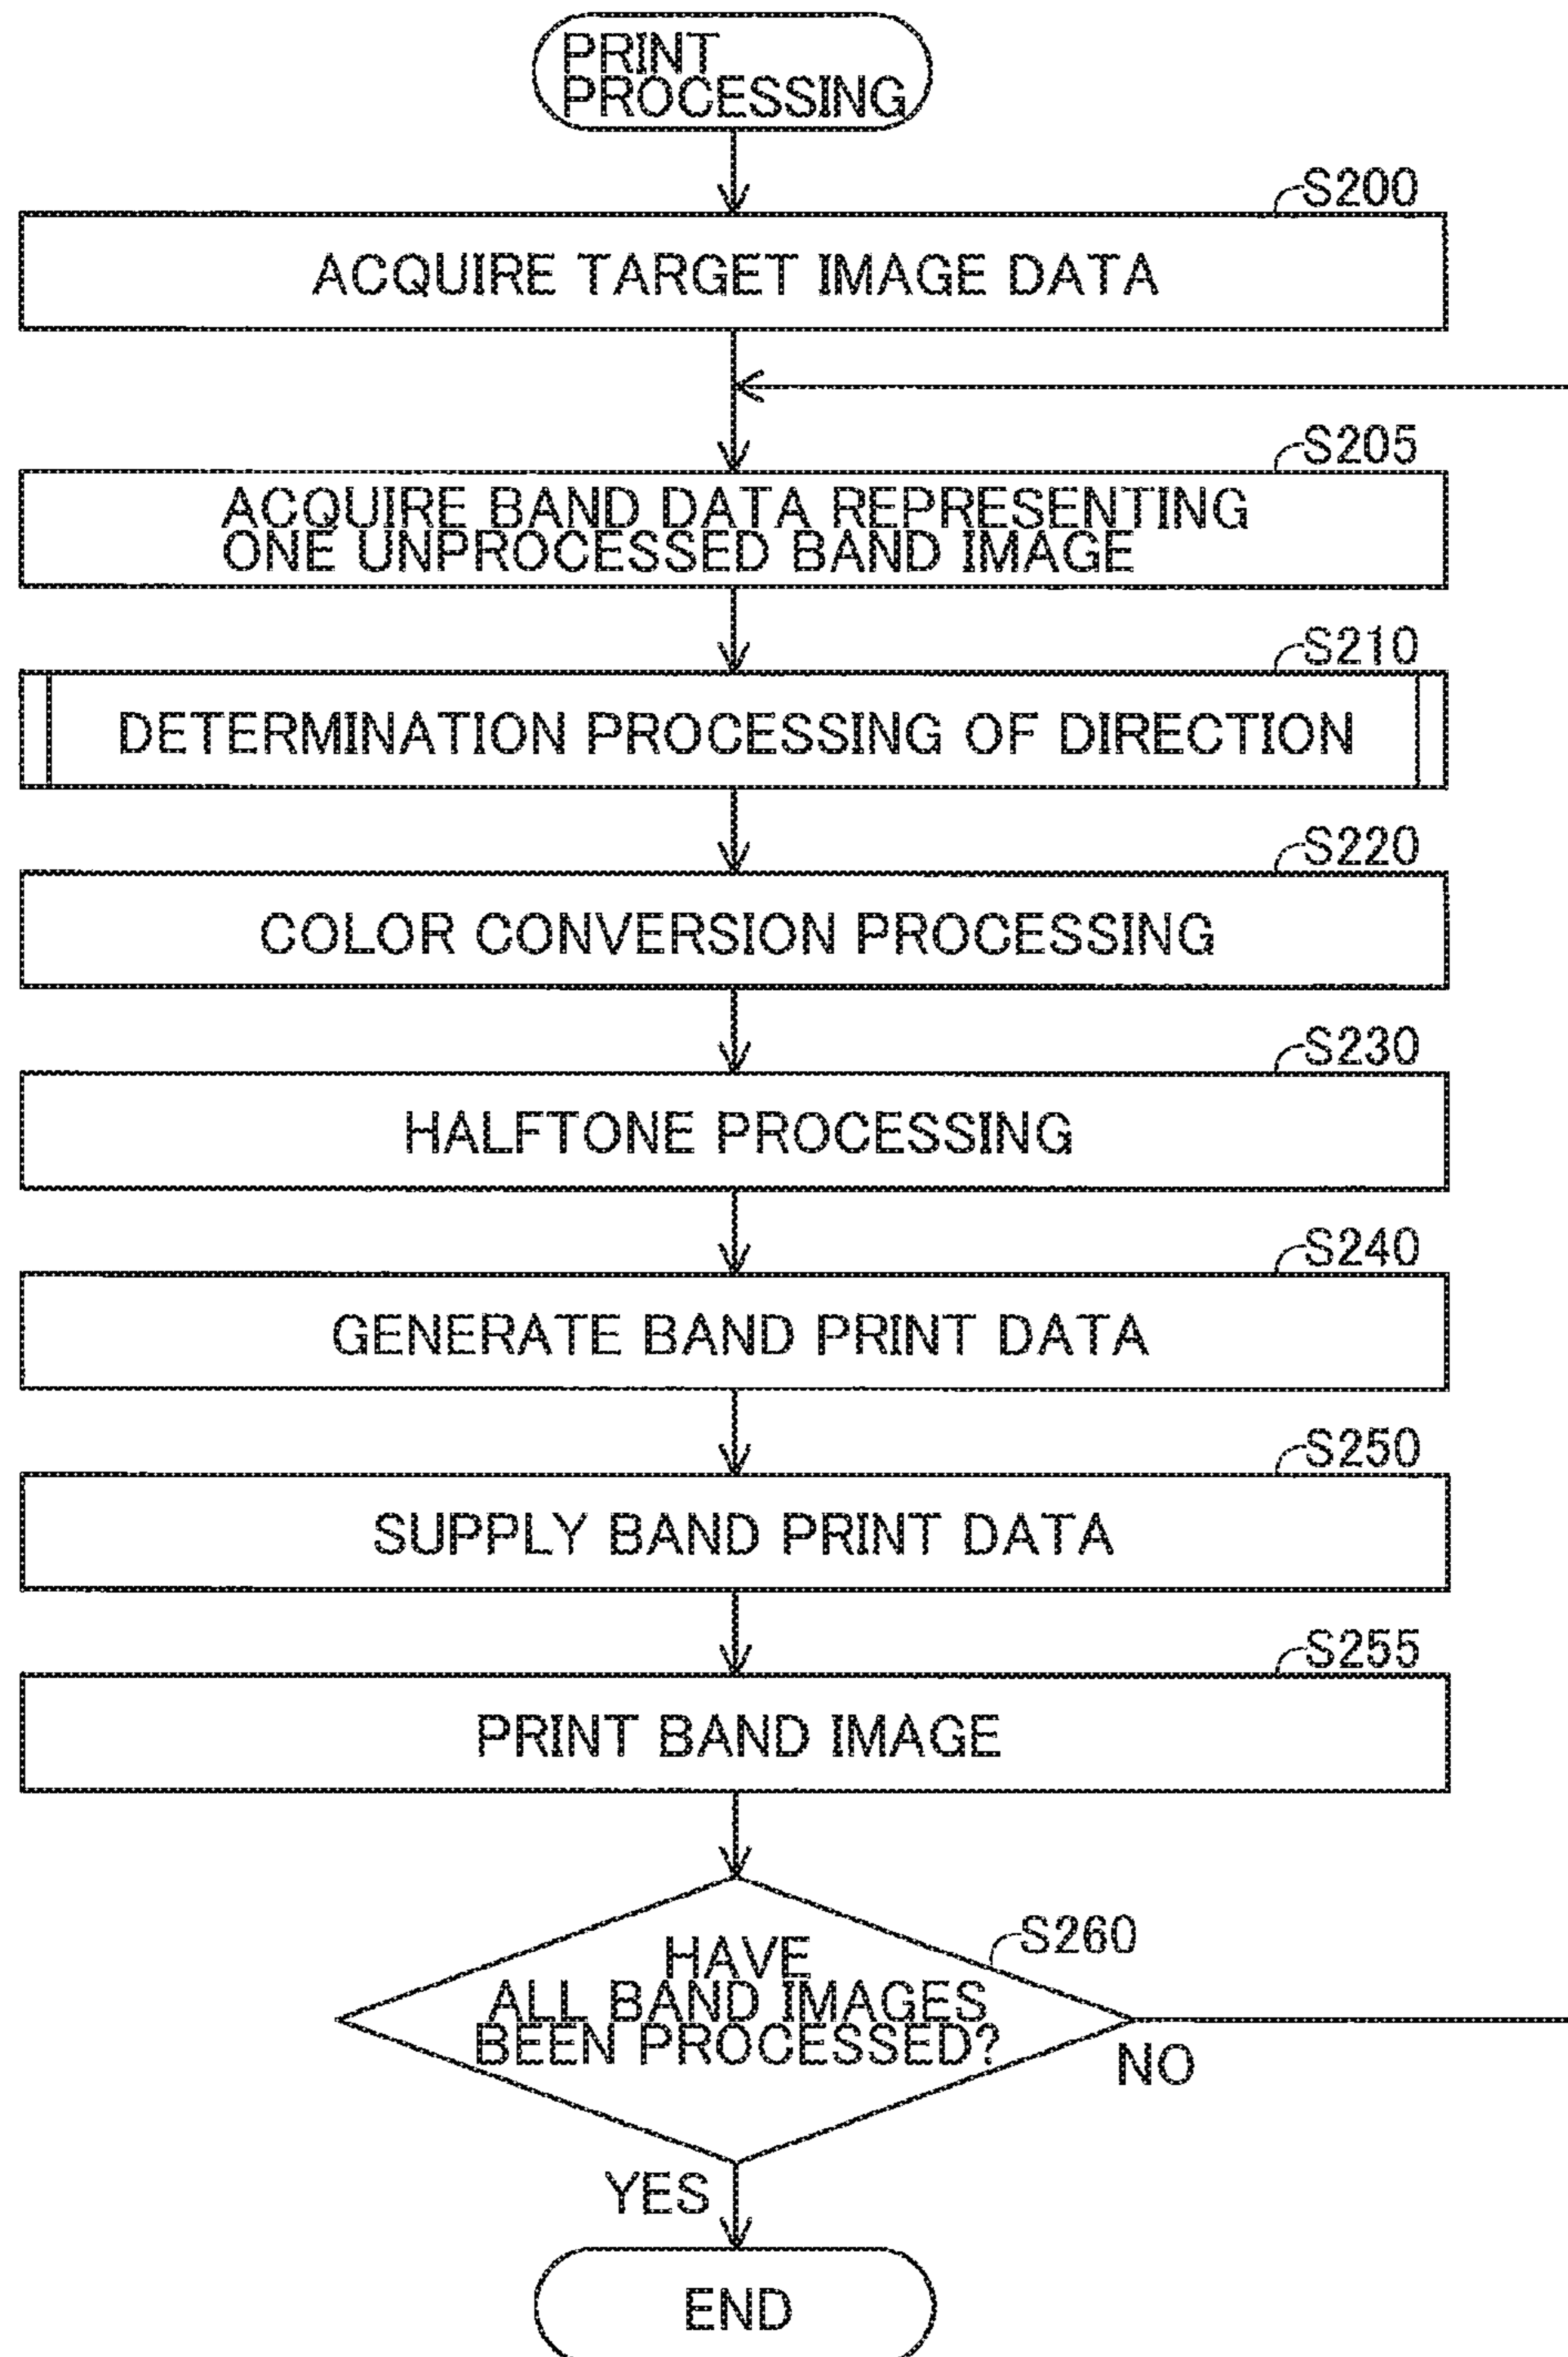 PRINT
PROCESSING
S200
ACQUIRE TARGET IMAGE DATA
S205
ACQUIRE BAND DATA REPRESENTING
ONE UNPROCESSED BAND IMAGE
S210
DETERMINATION PROCESSING OF DIRECTION
S220
COLOR CONVERSION PROCESSING
S230
HALFTONE PROCESSING
S240
GENERATE BAND PRINT DATA
S250
SUPPLY BAND PRINT DATA
S255
PRINT BAND IMAGE
S260
HAVE
ALL BAND IMAGES
BEEN PROCESSED?
NO
YES
END